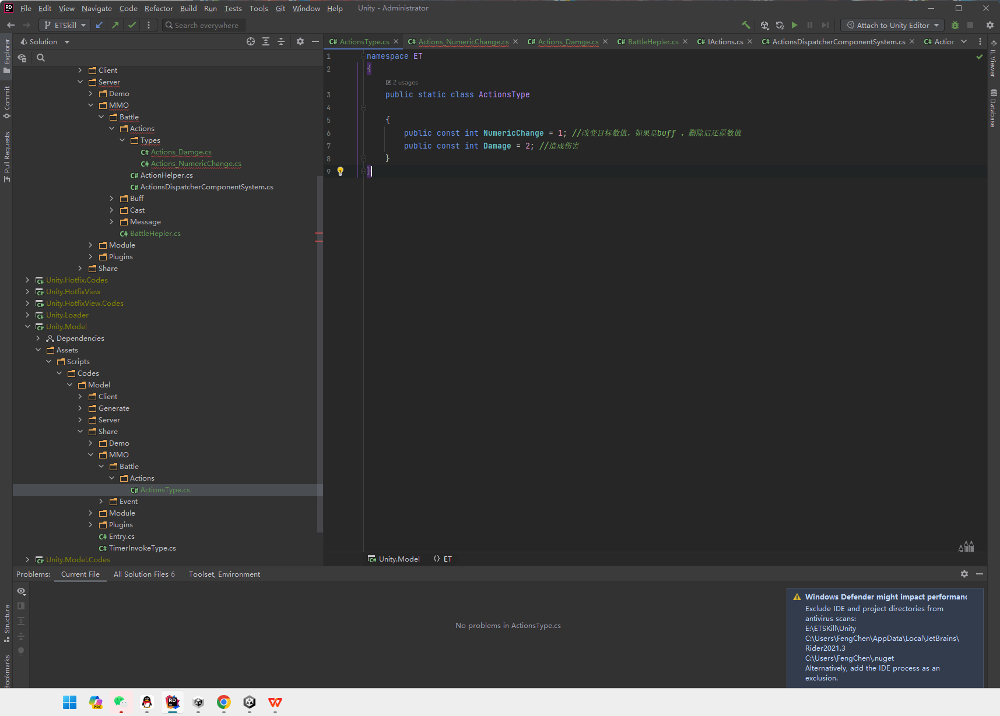 RD File Edit View Navigate Code Refactor Build Run Tests Tools Git Window Help Unity - Administrator
ETSkill Search everywhere Attach to Unity Editor
Solution
C# ActionsType.cs C# Actions_NumericChange.cs C# Actions_Damge.cs C# BattleHepler.cs C# IActions.cs C# ActionsDispatcherComponentSystem.cs C# Action
Explorer
Commit
Pull Requests
Structure
Bookmarks
Client
Server
Demo
MMO
Battle
Actions
Types
C# Actions_Damge.cs
C# Actions_NumericChange.cs
C# ActionHelper.cs
C# ActionsDispatcherComponentSystem.cs
Buff
Cast
Message
C# BattleHepler.cs
Module
Plugins
Share
C# Unity.Hotfix.Codes
C# Unity.HotfixView
C# Unity.HotfixView.Codes
C# Unity.Loader
C# Unity.Model
Dependencies
Assets
Scripts
Codes
Model
Client
Generate
Server
Share
Demo
MMO
Battle
Actions
C# ActionsType.cs
Event
Module
Plugins
C# Entry.cs
C# TimerInvokeType.cs
C# Unity.Model.Codes
1 namespace ET
2 {
2 usages
3 public static class ActionsType
4
5 {
6 public const int NumericChange = 1; //改变目标数值，如果是buff ，删除后还原数值
7 public const int Damage = 2; //造成伤害
8 }
9 }
IL Viewer
Database
C# Unity.Model ET
Problems: Current File All Solution Files 6 Toolset, Environment
No problems in ActionsType.cs
Windows Defender might impact performanc
Exclude IDE and project directories from
antivirus scans:
E:\ETSKill\Unity
C:\Users\FengChen\AppData\Local\JetBrains\
Rider2021.3
C:\Users\FengChen\.nuget
Alternatively, add the IDE process as an
exclusion.
PRE
RD